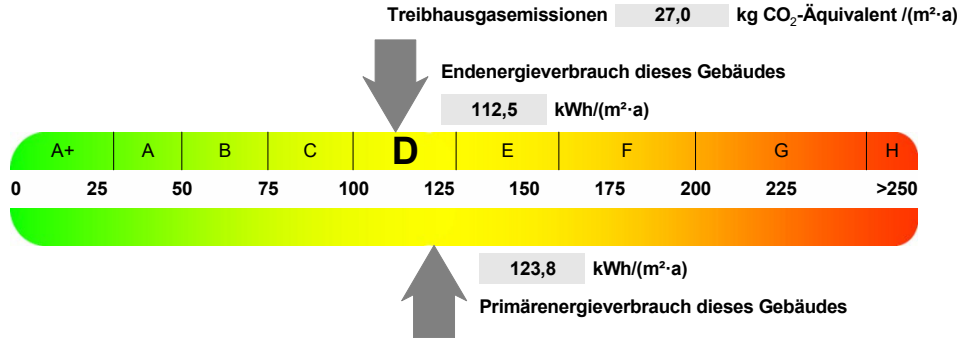 Treibhausgasemissionen 27,0 kg CO₂-Äquivalent /(m²·a)
Endenergieverbrauch dieses Gebäudes
112,5 kWh/(m²·a)
A+ A B C D E F G H
0 25 50 75 100 125 150 175 200 225 >250
123,8 kWh/(m²·a)
Primärenergieverbrauch dieses Gebäudes